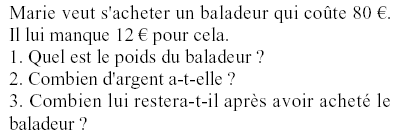 Marie veut s'acheter un baladeur qui coûte 80 €.
Il lui manque 12 € pour cela.
1. Quel est le poids du baladeur ?
2. Combien d'argent a-t-elle ?
3. Combien lui restera-t-il après avoir acheté le
baladeur ?